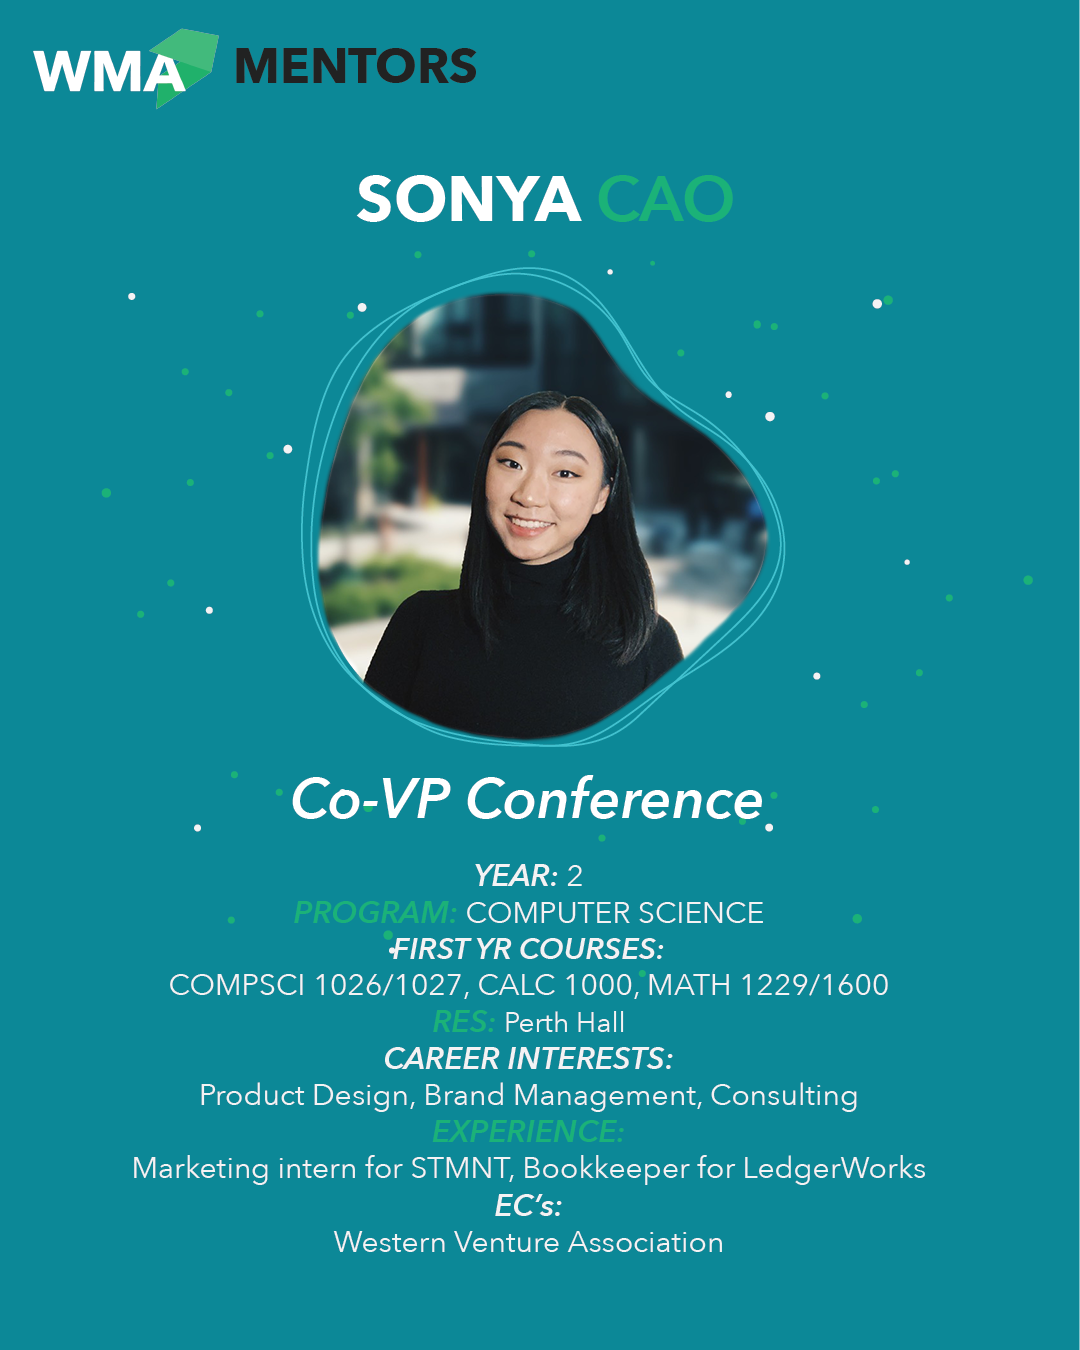 WMA MENTORS
SONYA CAO
Co-VP Conference
YEAR: 2
PROGRAM: COMPUTER SCIENCE
FIRST YR COURSES:
COMPSCI 1026/1027, CALC 1000, MATH 1229/1600
RES: Perth Hall
CAREER INTERESTS:
Product Design, Brand Management, Consulting
EXPERIENCE:
Marketing intern for STMNT, Bookkeeper for LedgerWorks
EC’s:
Western Venture Association